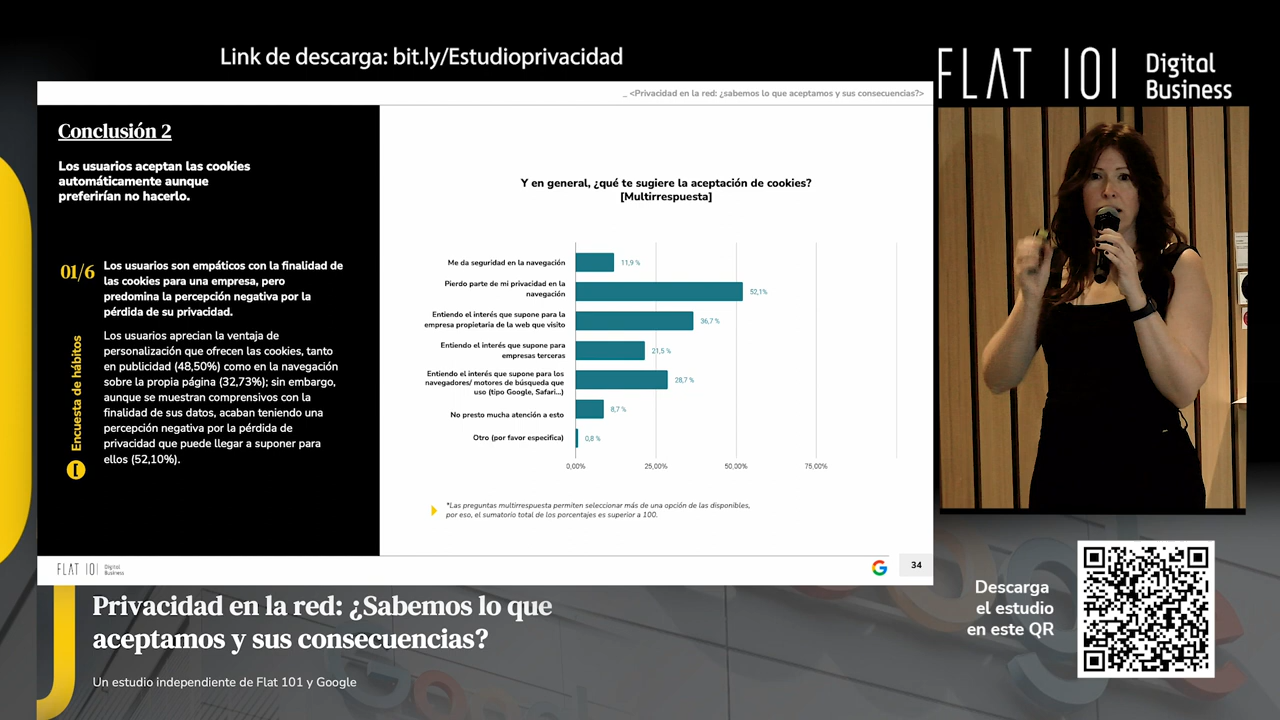 Link de descarga: bit.ly/Estudioprivacidad
FLAT 101 Digital
Business
_ <Privacidad en la red: ¿sabemos lo que aceptamos y sus consecuencias?>
Conclusión 2
Los usuarios aceptan las cookies
automáticamente aunque
preferirían no hacerlo.
01/6
Los usuarios son empáticos con la finalidad de
las cookies para una empresa, pero
predomina la percepción negativa por la
pérdida de su privacidad.
Encuesta de hábitos
Los usuarios aprecian la ventaja de
personalización que ofrecen las cookies, tanto
en publicidad (48,50%) como en la navegación
sobre la propia página (32,73%); sin embargo,
aunque se muestran comprensivos con la
finalidad de sus datos, acaban teniendo una
percepción negativa por la pérdida de
privacidad que puede llegar a suponer para
ellos (52,10%).
Y en general, ¿qué te sugiere la aceptación de cookies?
[Multirrespuesta]
Me da seguridad en la navegación
11,9 %
Pierdo parte de mi privacidad en la
navegación
52,1%
Entiendo el interés que supone para la
empresa propietaria de la web que visito
36,7 %
Entiendo el interés que supone para
empresas terceras
21,5 %
Entiendo el interés que supone para los
navegadores/ motores de búsqueda que
uso (tipo Google, Safari...)
28,7 %
No presto mucha atención a esto
8,7 %
Otro (por favor especifica)
0,8 %
0,00% 25,00% 50,00% 75,00%
*Las preguntas multirrespuesta permiten seleccionar más de una opción de las disponibles,
por eso, el sumatorio total de los porcentajes es superior a 100.
FLAT 101 Digital
Business
G
34
Privacidad en la red: ¿Sabemos lo que
aceptamos y sus consecuencias?
Un estudio independiente de Flat 101 y Google
Descarga
el estudio
en este QR